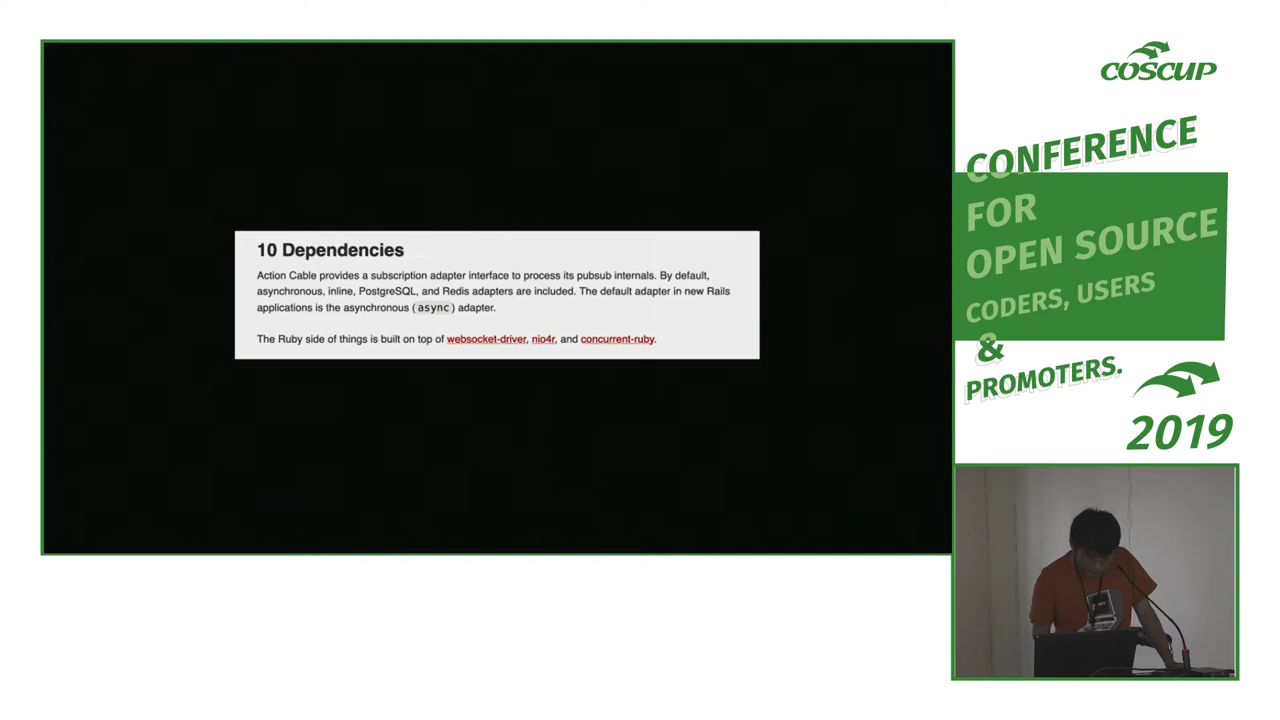 10 Dependencies
Action Cable provides a subscription adapter interface to process its pubsub internals. By default,
asynchronous, inline, PostgreSQL, and Redis adapters are included. The default adapter in new Rails
applications is the asynchronous (async) adapter.
The Ruby side of things is built on top of websocket-driver, nio4r, and concurrent-ruby.
COSCUP
CONFERENCE
FOR
OPEN SOURCE
CODERS, USERS
&
PROMOTERS.
2019